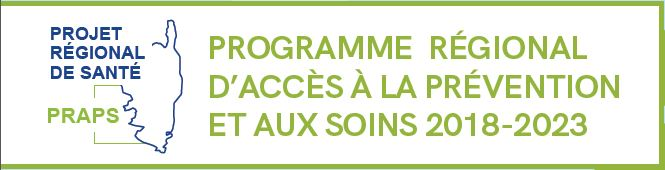 PROJET
RÉGIONAL
DE SANTÉ
PRAPS
PROGRAMME RÉGIONAL
D'ACCÈS À LA PRÉVENTION
ET AUX SOINS 2018-2023